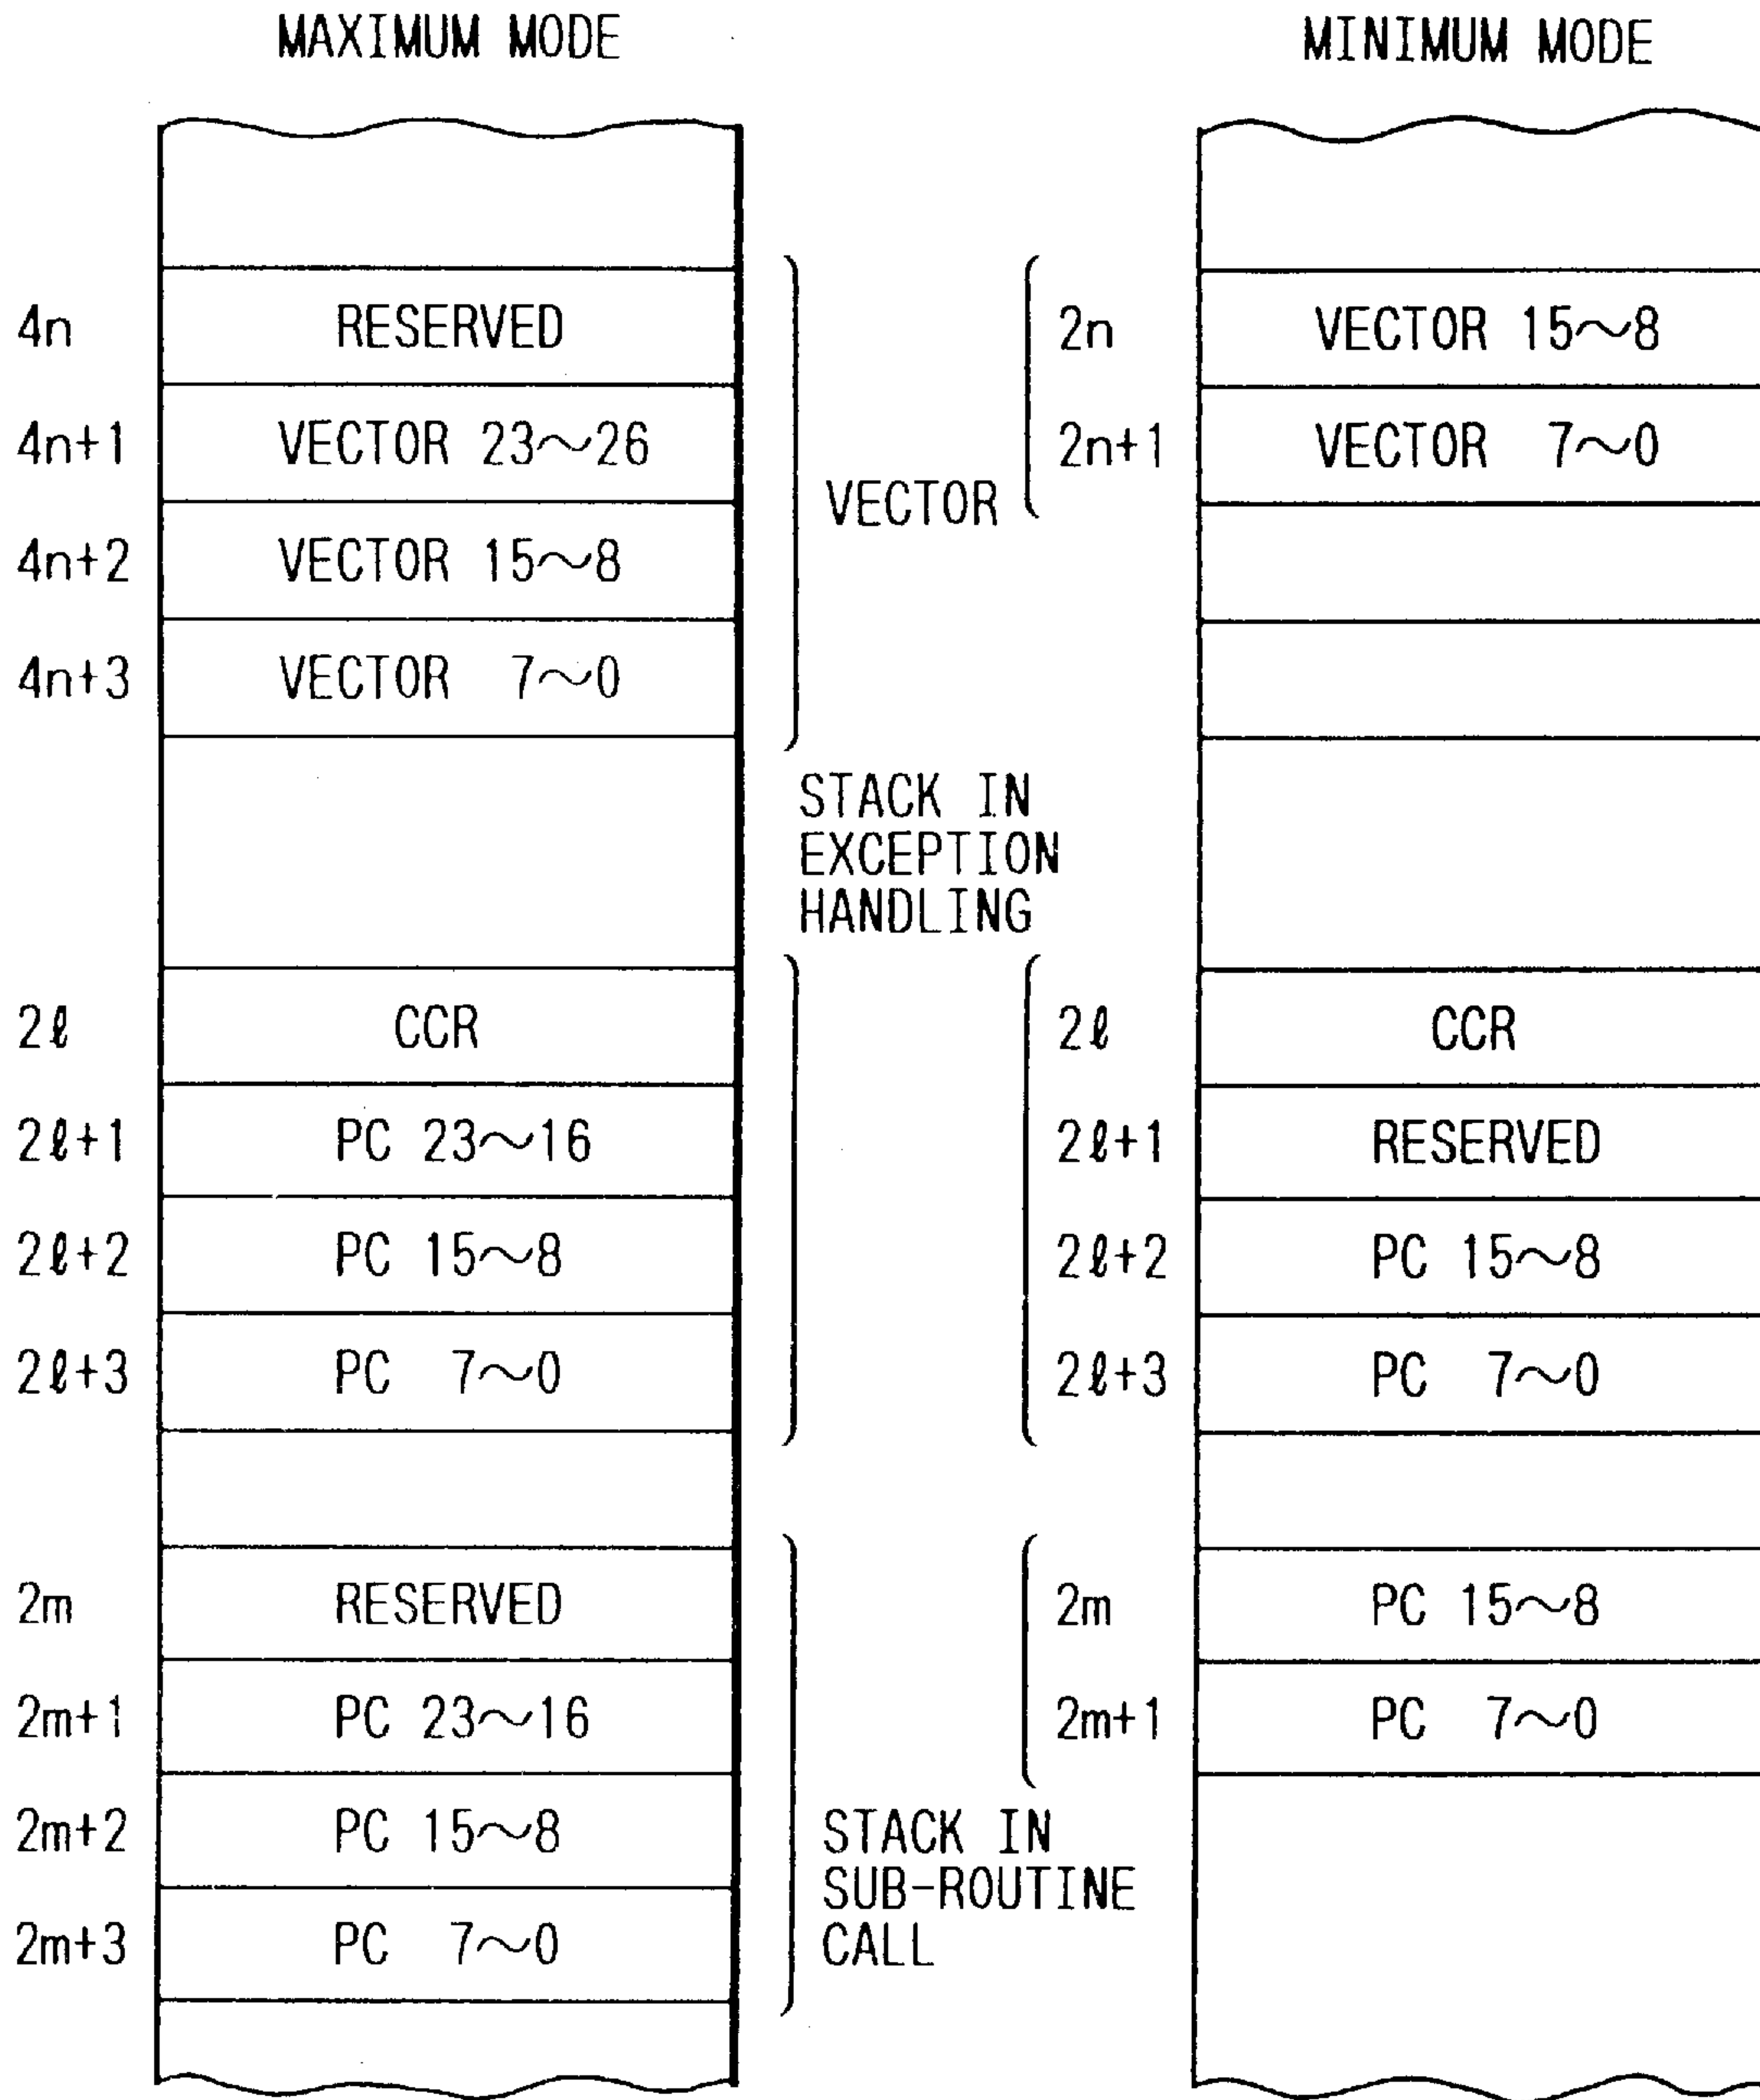 MAXIMUM MODE
MINIMUM MODE
4n RESERVED
4n+1 VECTOR 23~26
4n+2 VECTOR 15~8
4n+3 VECTOR 7~0
VECTOR
2n VECTOR 15~8
2n+1 VECTOR 7~0
STACK IN
EXCEPTION
HANDLING
2ℓ CCR
2ℓ+1 PC 23~16
2ℓ+2 PC 15~8
2ℓ+3 PC 7~0
2ℓ CCR
2ℓ+1 RESERVED
2ℓ+2 PC 15~8
2ℓ+3 PC 7~0
2m RESERVED
2m+1 PC 23~16
2m+2 PC 15~8
2m+3 PC 7~0
2m PC 15~8
2m+1 PC 7~0
STACK IN
SUB-ROUTINE
CALL